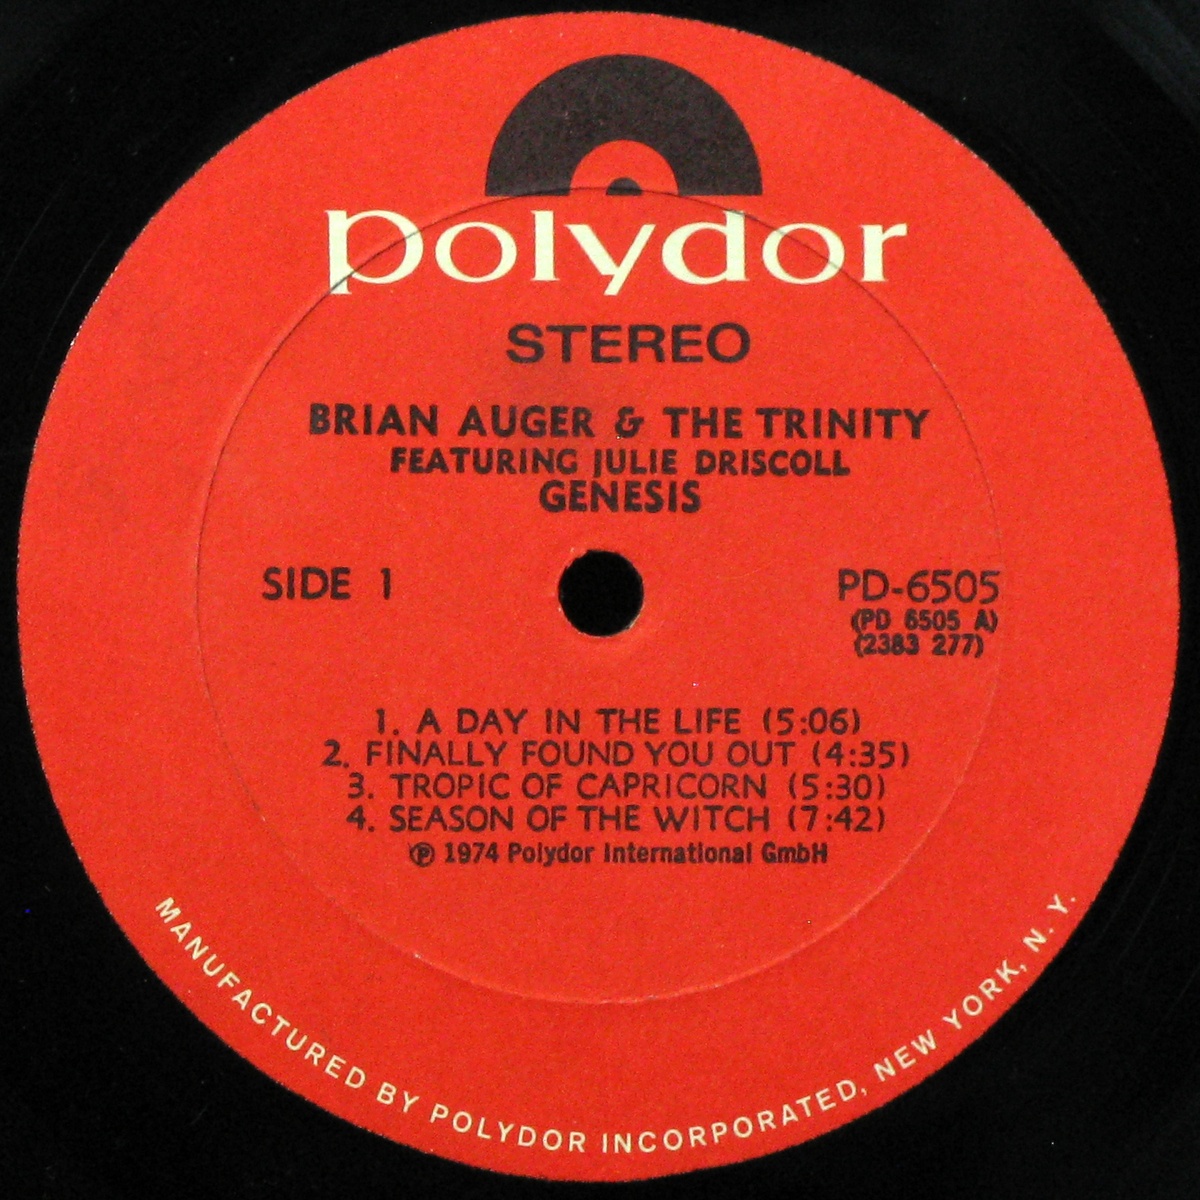 polydor
STEREO
BRIAN AUGER & THE TRINITY
FEATURING JULIE DRISCOLL
GENESIS
SIDE 1
PD-6505
(PD 6505 A)
(2383 277)
1. A DAY IN THE LIFE (5:06)
2. FINALLY FOUND YOU OUT (4:35)
3. TROPIC OF CAPRICORN (5:30)
4. SEASON OF THE WITCH (7:42)
℗ 1974 Polydor International GmbH
MANUFACTURED BY POLYDOR INCORPORATED, NEW YORK, N. Y.